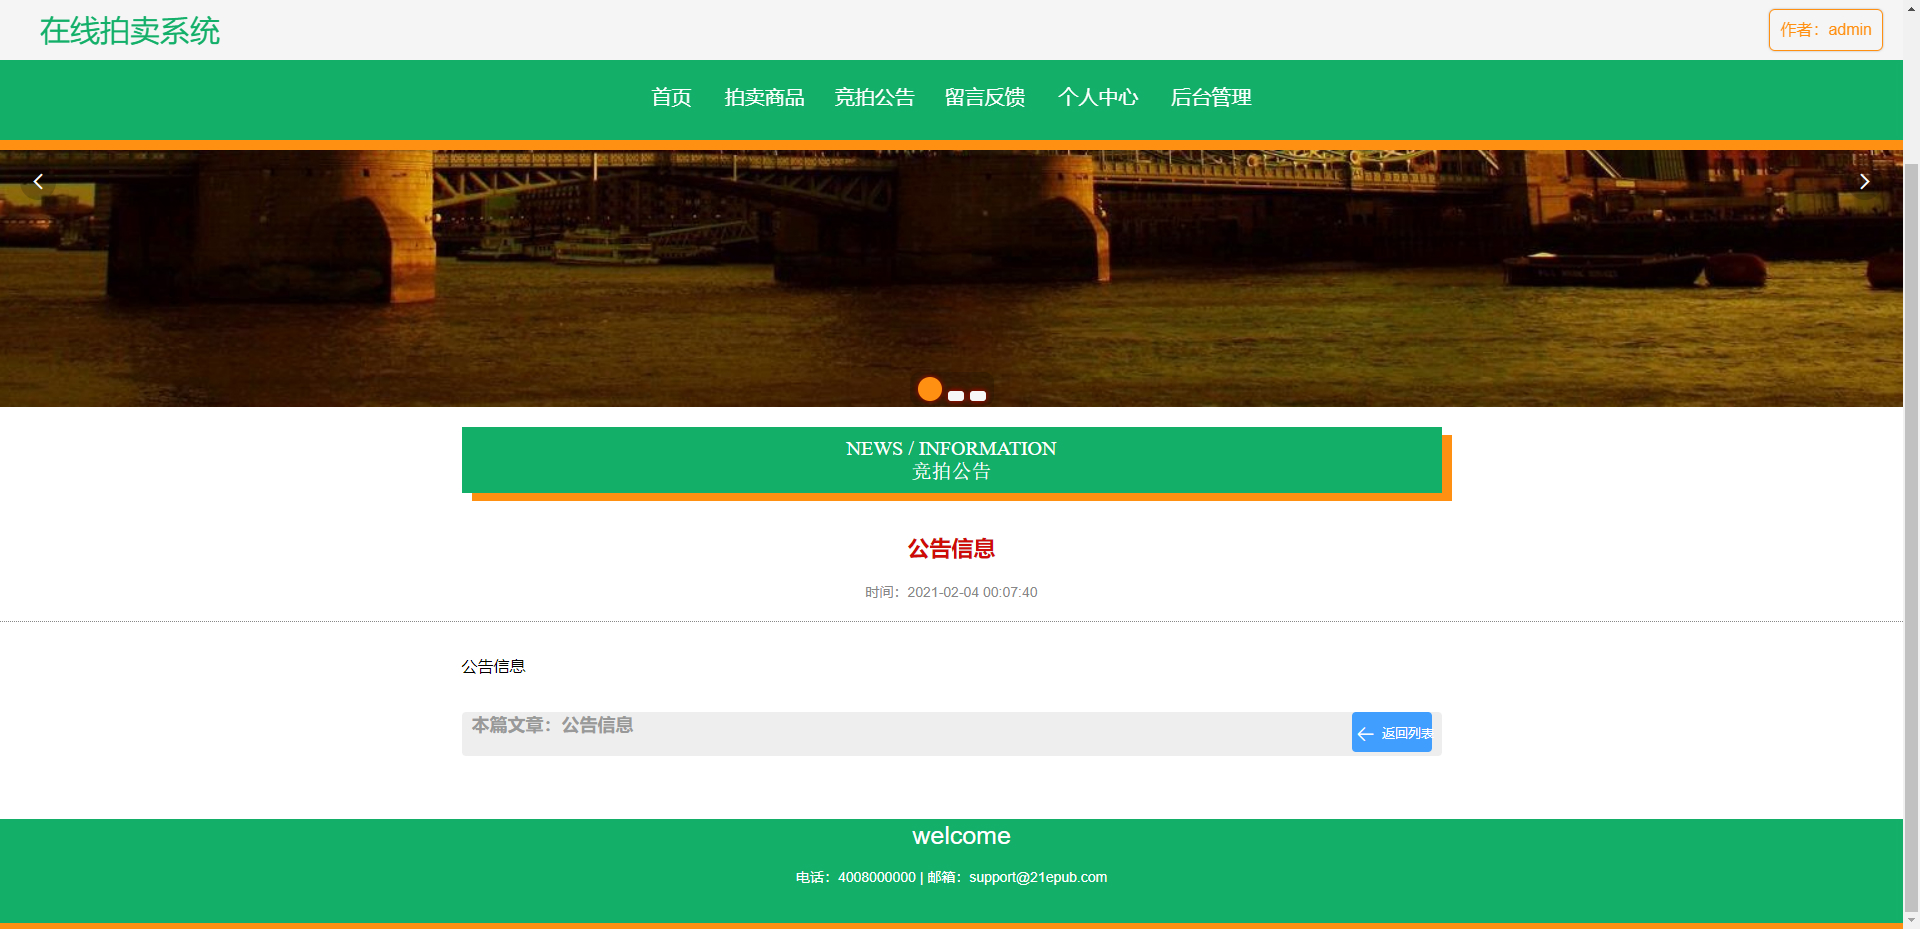 在线拍卖系统
作者：admin
首页 拍卖商品 竞拍公告 留言反馈 个人中心 后台管理
NEWS / INFORMATION
竞拍公告
公告信息
时间：2021-02-04 00:07:40
公告信息
本篇文章：公告信息
返回列表
welcome
电话：4008000000 | 邮箱：support@21epub.com